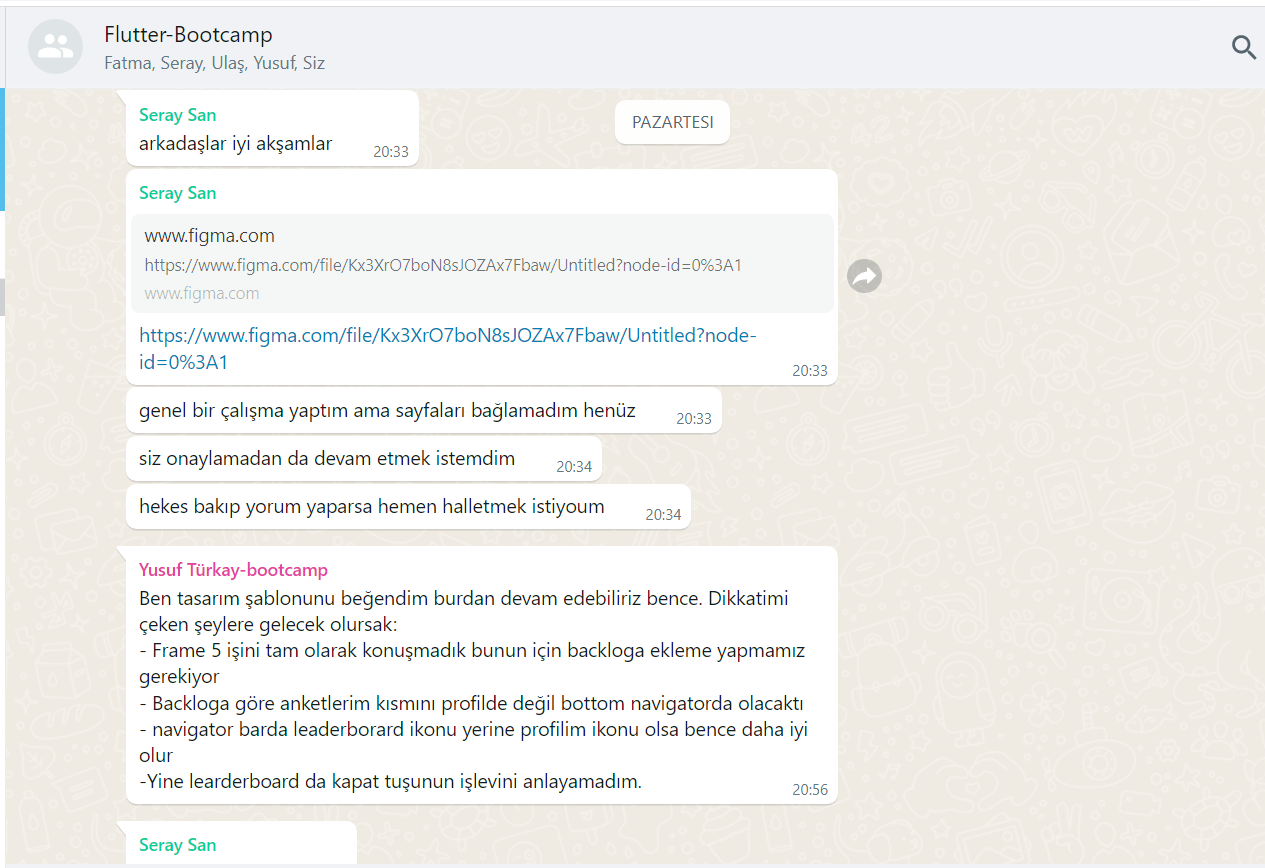 Flutter-Bootcamp
Fatma, Seray, Ulaş, Yusuf, Siz
PAZARTESI
Seray San
arkadaşlar iyi akşamlar
20:33
Seray San
www.figma.com
https://www.figma.com/file/Kx3XrO7boN8sJOZAx7Fbaw/Untitled?node-id=0%3A1
www.figma.com
https://www.figma.com/file/Kx3XrO7boN8sJOZAx7Fbaw/Untitled?node-
id=0%3A1
20:33
genel bir çalışma yaptım ama sayfaları bağlamadım henüz
20:33
siz onaylamadan da devam etmek istemdim
20:34
hekes bakıp yorum yaparsa hemen halletmek istiyoum
20:34
Yusuf Türkay-bootcamp
Ben tasarım şablonunu beğendim burdan devam edebiliriz bence. Dikkatimi
çeken şeylere gelecek olursak:
- Frame 5 işini tam olarak konuşmadık bunun için backloga ekleme yapmamız
gerekiyor
- Backloga göre anketlerim kısmını profilde değil bottom navigatorda olacaktı
- navigator barda leaderborard ikonu yerine profilim ikonu olsa bence daha iyi
olur
-Yine learderboard da kapat tuşunun işlevini anlayamadım.
20:56
Seray San